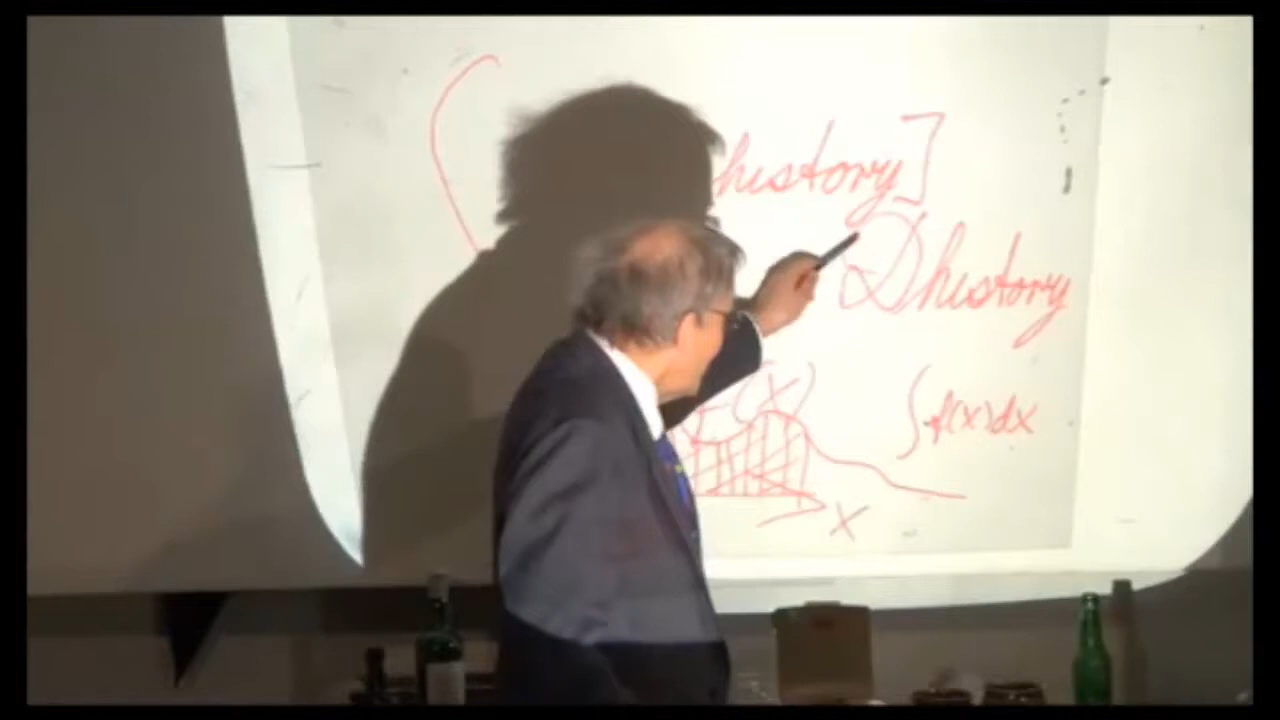 history]
Dhistory
(x) ∫f(x)dx
x